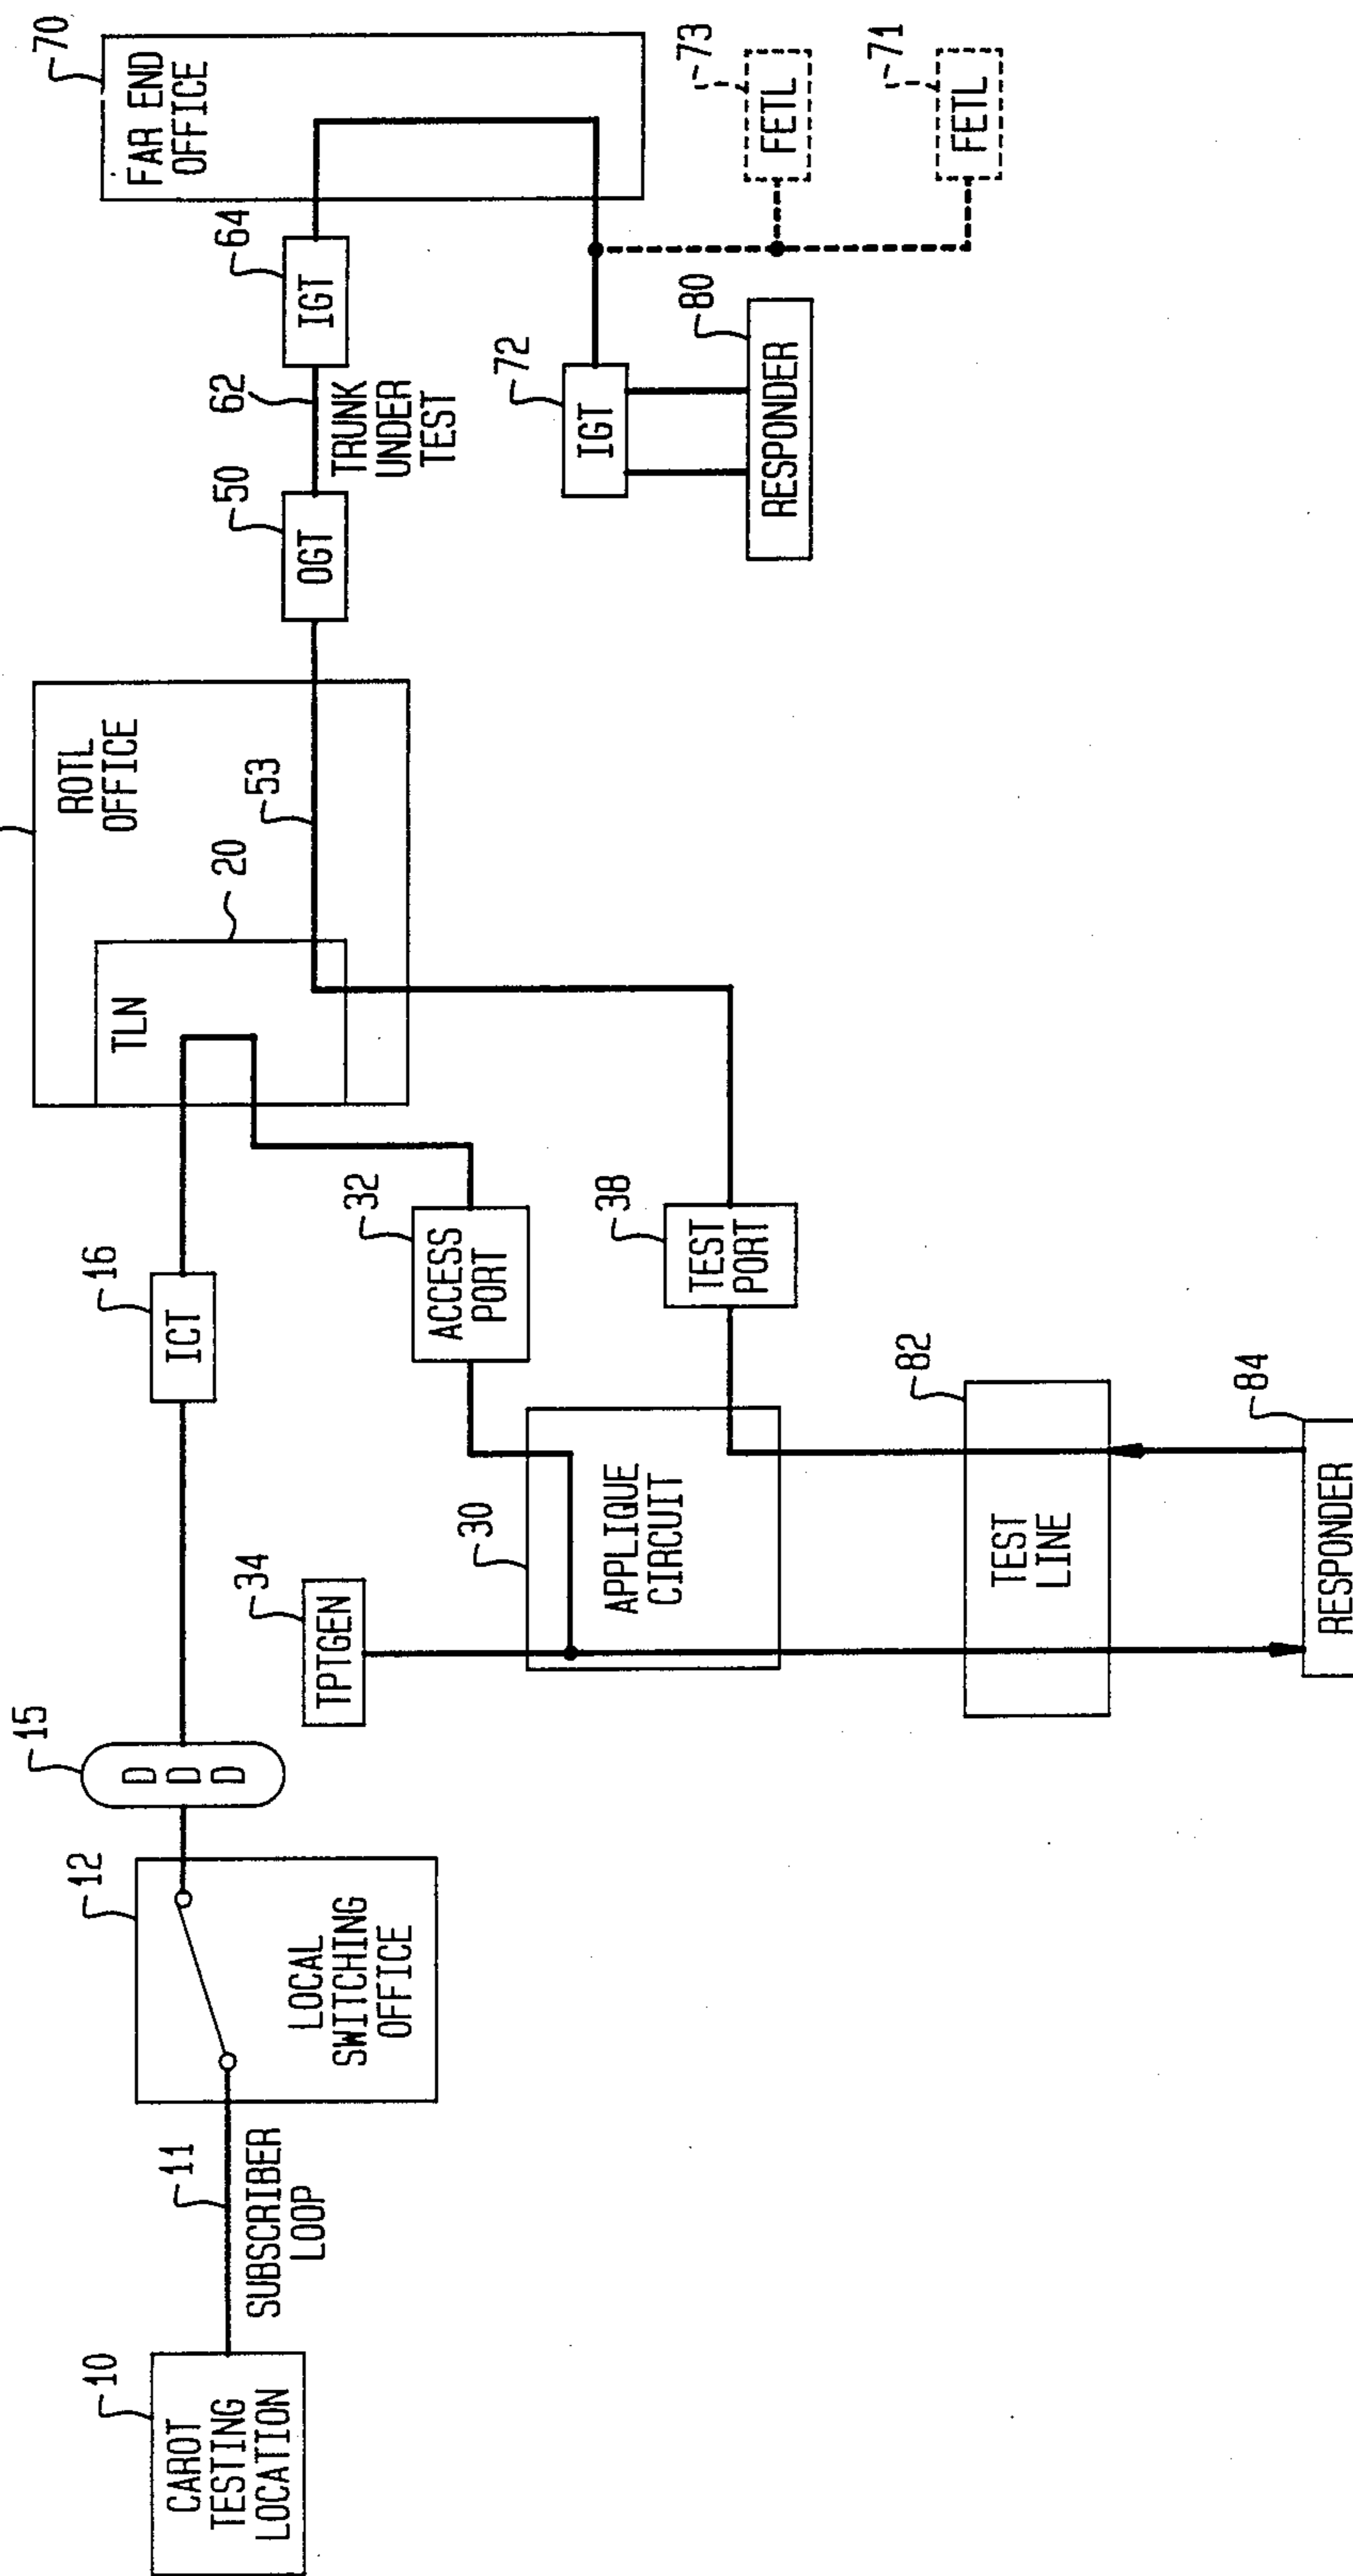 10
CAROT
TESTING
LOCATION
11
SUBSCRIBER
LOOP
12
LOCAL
SWITCHING
OFFICE
15
D
D
D
16
ICT
34
TPTGEN
30
APPLIQUE
CIRCUIT
32
ACCESS
PORT
38
TEST
PORT
82
TEST
LINE
84
RESPONDER
ROTL
OFFICE
20
TLN
53
50
OGT
62
TRUNK
UNDER
TEST
64
IGT
70
FAR END
OFFICE
72
IGT
80
RESPONDER
73
FETL
71
FETL